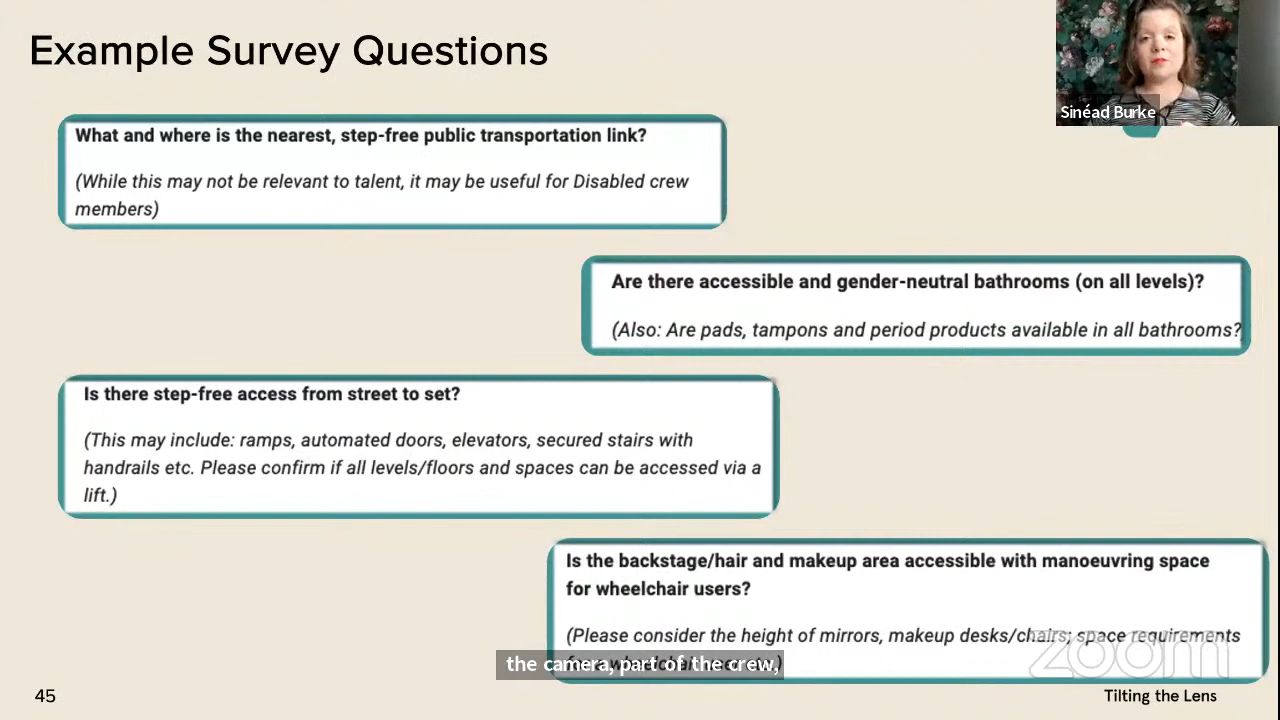 Example Survey Questions
Sinéad Burke
What and where is the nearest, step-free public transportation link?
(While this may not be relevant to talent, it may be useful for Disabled crew
members)
Are there accessible and gender-neutral bathrooms (on all levels)?
(Also: Are pads, tampons and period products available in all bathrooms?
Is there step-free access from street to set?
(This may include: ramps, automated doors, elevators, secured stairs with
handrails etc. Please confirm if all levels/floors and spaces can be accessed via a
lift.)
Is the backstage/hair and makeup area accessible with manoeuvring space
for wheelchair users?
(Please consider the height of mirrors, makeup desks/chairs; space requirements
the camera, part of the crew,
zoom
45
Tilting the Lens